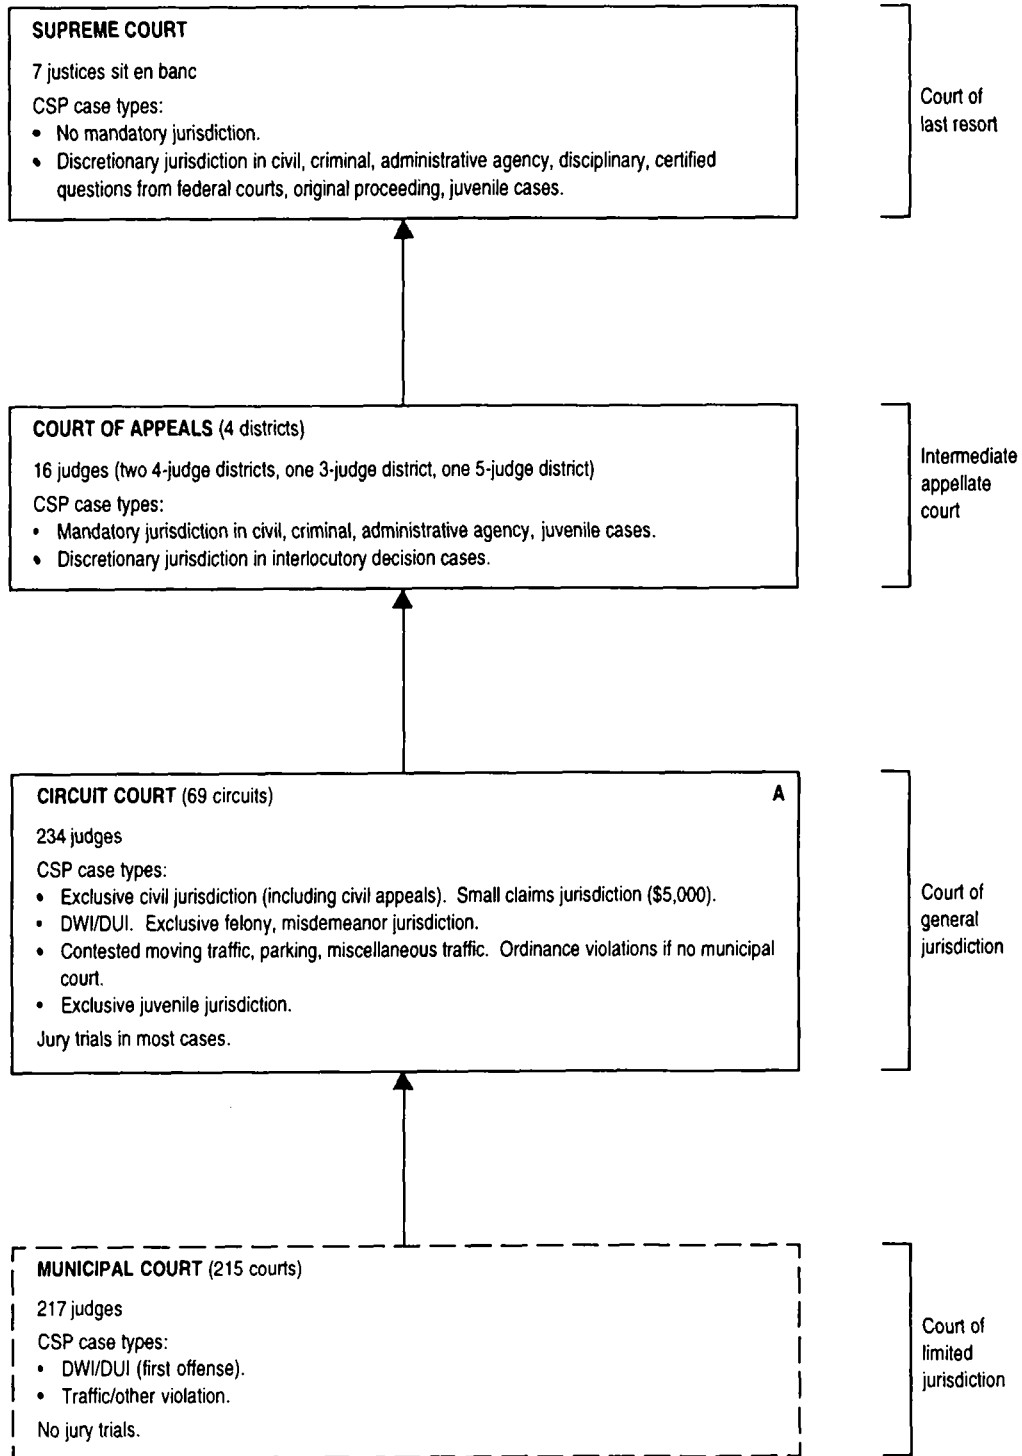 SUPREME COURT
7 justices sit en banc
CSP case types:
• No mandatory jurisdiction.
• Discretionary jurisdiction in civil, criminal, administrative agency, disciplinary, certified
questions from federal courts, original proceeding, juvenile cases.
Court of
last resort
COURT OF APPEALS (4 districts)
16 judges (two 4-judge districts, one 3-judge district, one 5-judge district)
CSP case types:
• Mandatory jurisdiction in civil, criminal, administrative agency, juvenile cases.
• Discretionary jurisdiction in interlocutory decision cases.
Intermediate
appellate
court
CIRCUIT COURT (69 circuits) A
234 judges
CSP case types:
• Exclusive civil jurisdiction (including civil appeals). Small claims jurisdiction ($5,000).
• DWI/DUI. Exclusive felony, misdemeanor jurisdiction.
• Contested moving traffic, parking, miscellaneous traffic. Ordinance violations if no municipal
court.
• Exclusive juvenile jurisdiction.
Jury trials in most cases.
Court of
general
jurisdiction
MUNICIPAL COURT (215 courts)
217 judges
CSP case types:
• DWI/DUI (first offense).
• Traffic/other violation.
No jury trials.
Court of
limited
jurisdiction